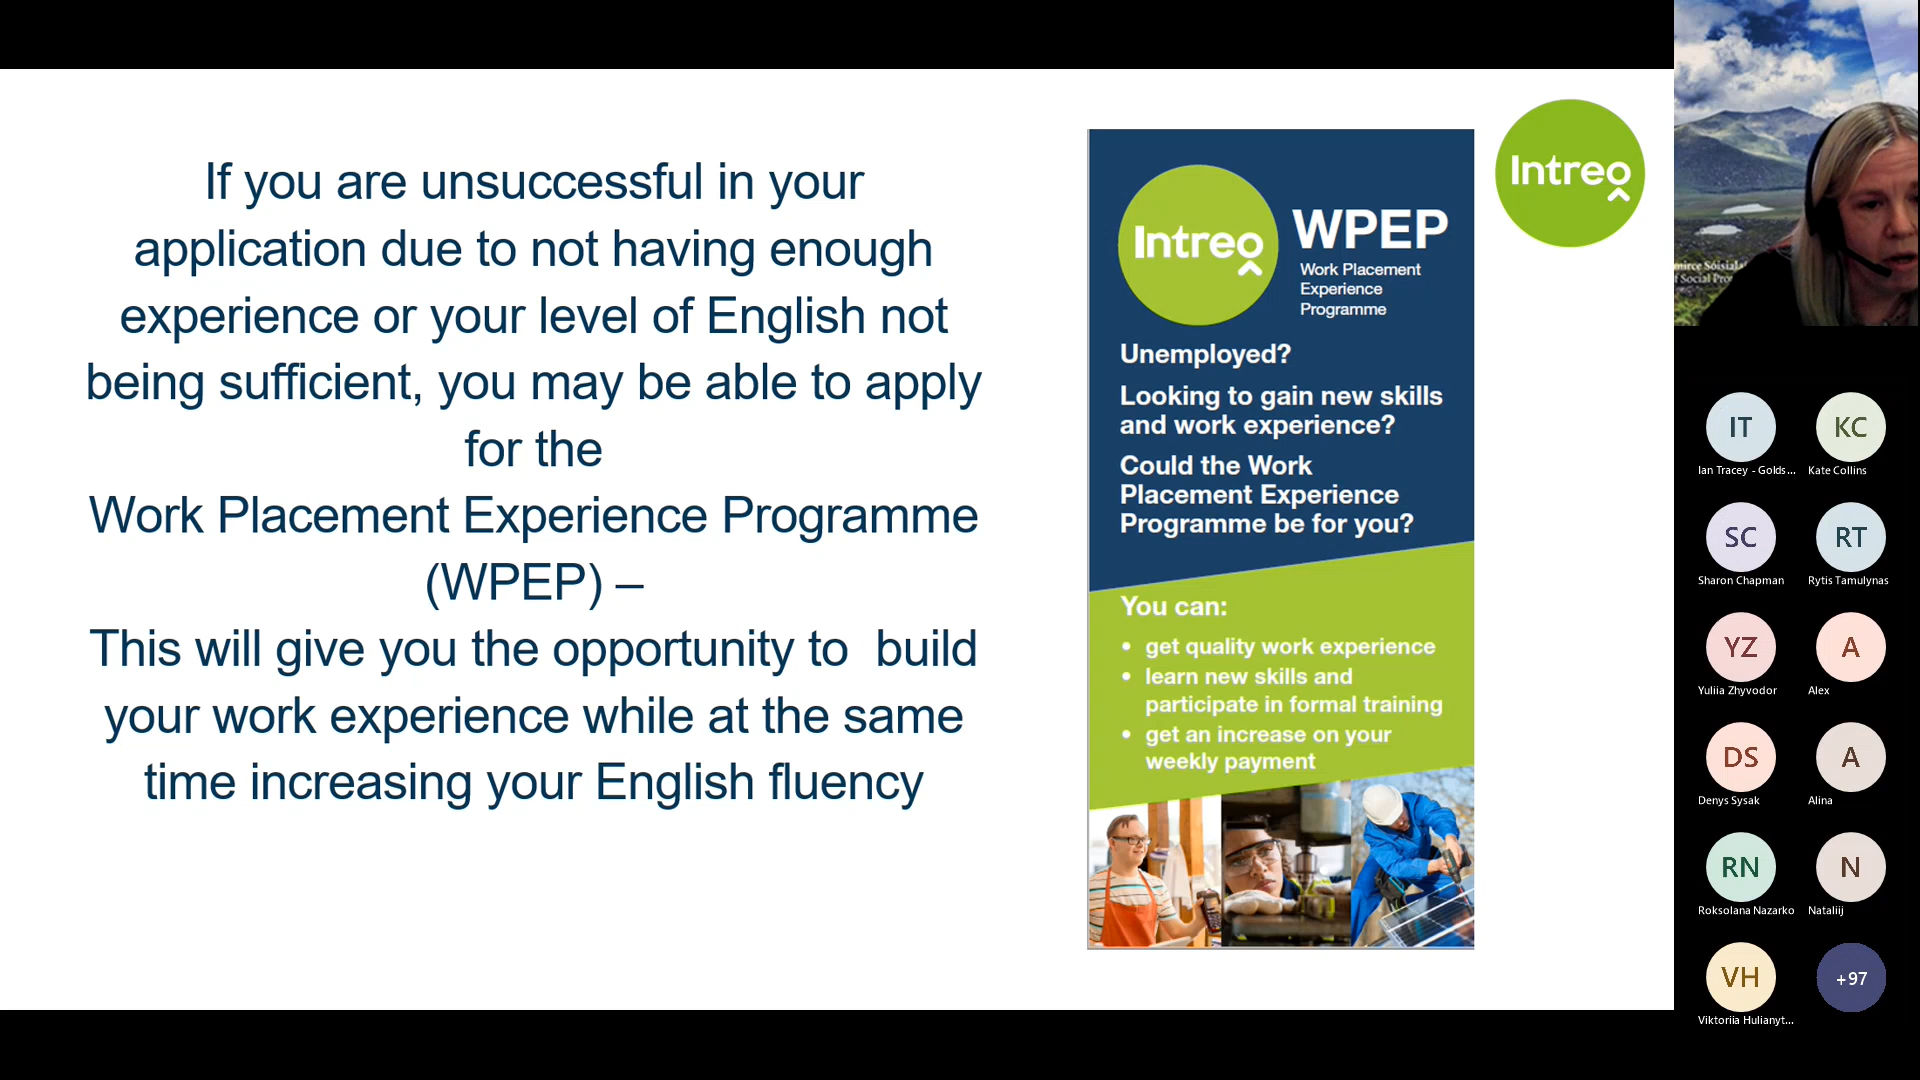 If you are unsuccessful in your
application due to not having enough
experience or your level of English not
being sufficient, you may be able to apply
for the
Work Placement Experience Programme
(WPEP) –
This will give you the opportunity to  build
your work experience while at the same
time increasing your English fluency
Intreo
WPEP
Work Placement
Experience
Programme
Unemployed?
Looking to gain new skills
and work experience?
Could the Work
Placement Experience
Programme be for you?
You can:
• get quality work experience
• learn new skills and
participate in formal training
• get an increase on your
weekly payment
Intreo
IT
Ian Tracey - Golds...
KC
Kate Collins
SC
Sharon Chapman
RT
Rytis Tamulynas
YZ
Yuliia Zhyvodor
A
Alex
DS
Denys Sysak
A
Alina
RN
Roksolana Nazarko
N
Nataliij
VH
Viktoriia Hulianyt...
+97